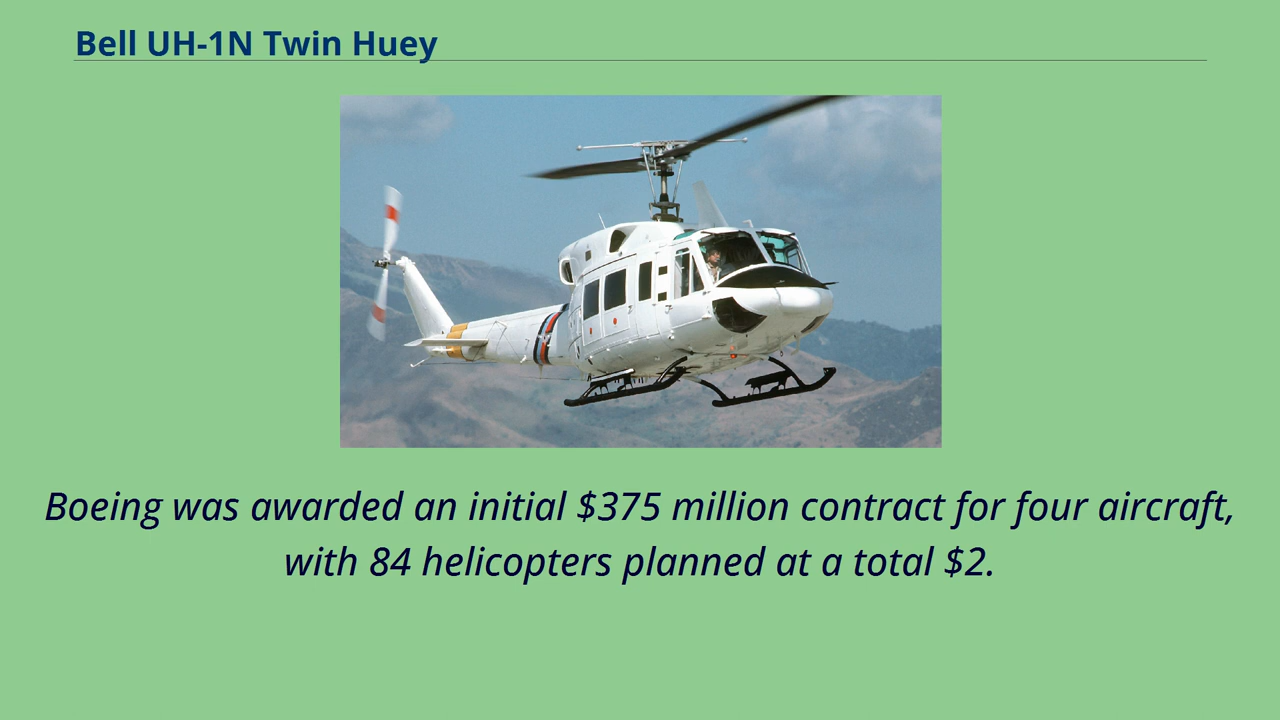 Bell UH-1N Twin Huey
Boeing was awarded an initial $375 million contract for four aircraft,
with 84 helicopters planned at a total $2.